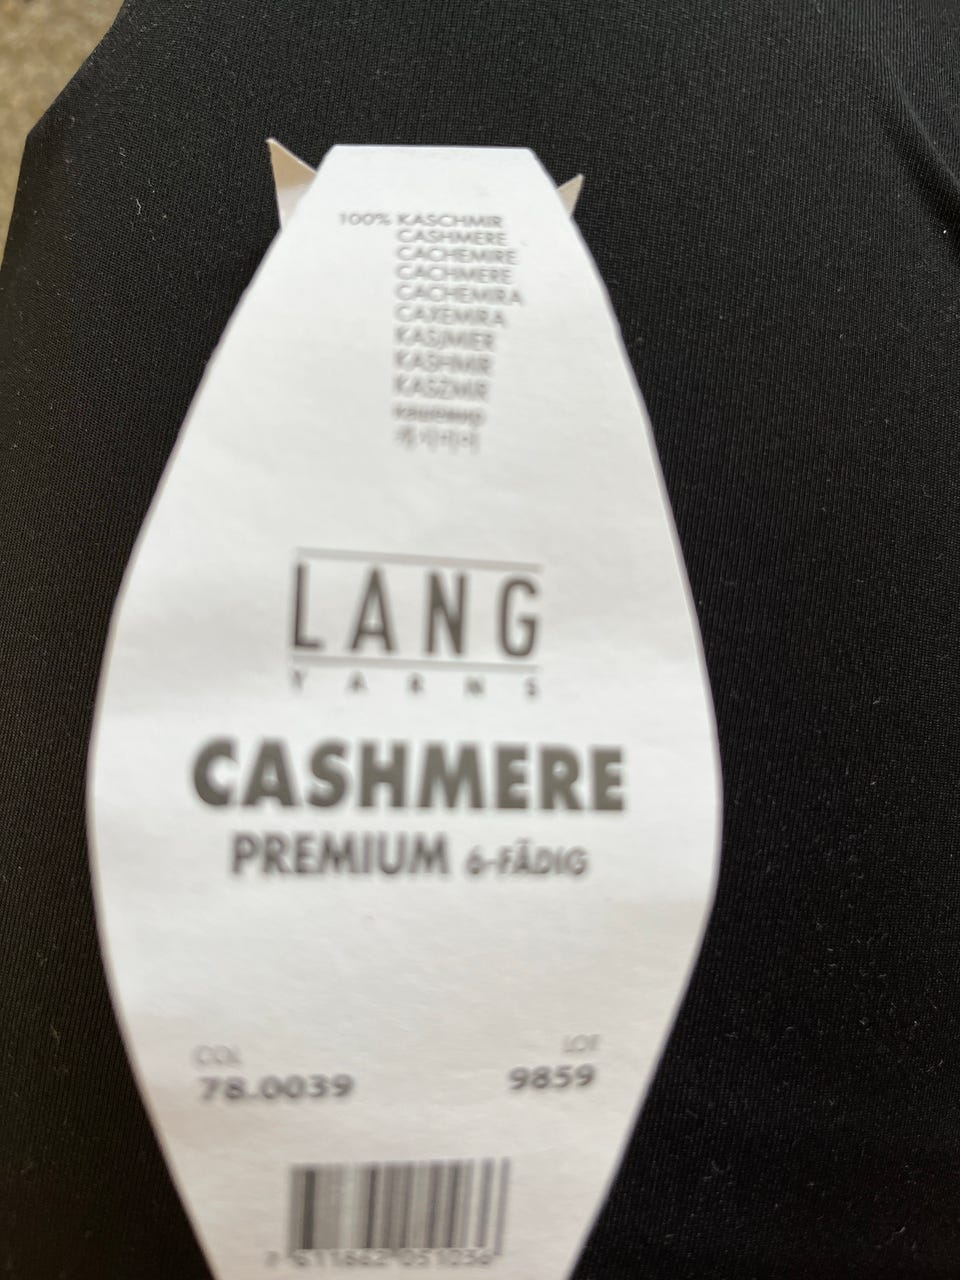 100% KASCHMIR
CASHMERE
CACHEMIRE
CACHMERE
CACHEMIRA
CAXEMIRA
KASJMIER
KASHMIR
KASZMIR
кашемир
LANG
YARNS
CASHMERE
PREMIUM 6-FÄDIG
COL LOT
78.0039 9859